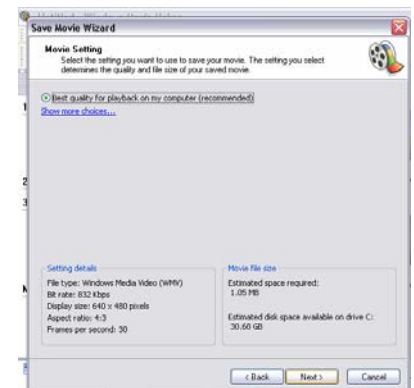 Save Movie Wizard
Movie Setting
Select the setting you want to use to save your movie. The setting you select
determines the quality and file size of your saved movie.
Best quality for playback on my computer (recommended)
Show more choices...
1
2
3
Setting details
File type: Windows Media Video (WMV)
Bit rate: 832 Kbps
Display size: 640 x 480 pixels
Aspect ratio: 4:3
Frames per second: 30
Movie file size
Estimated space required:
1.05 MB
Estimated disk space available on drive C:
30.60 GB
< Back
Next >
Cancel